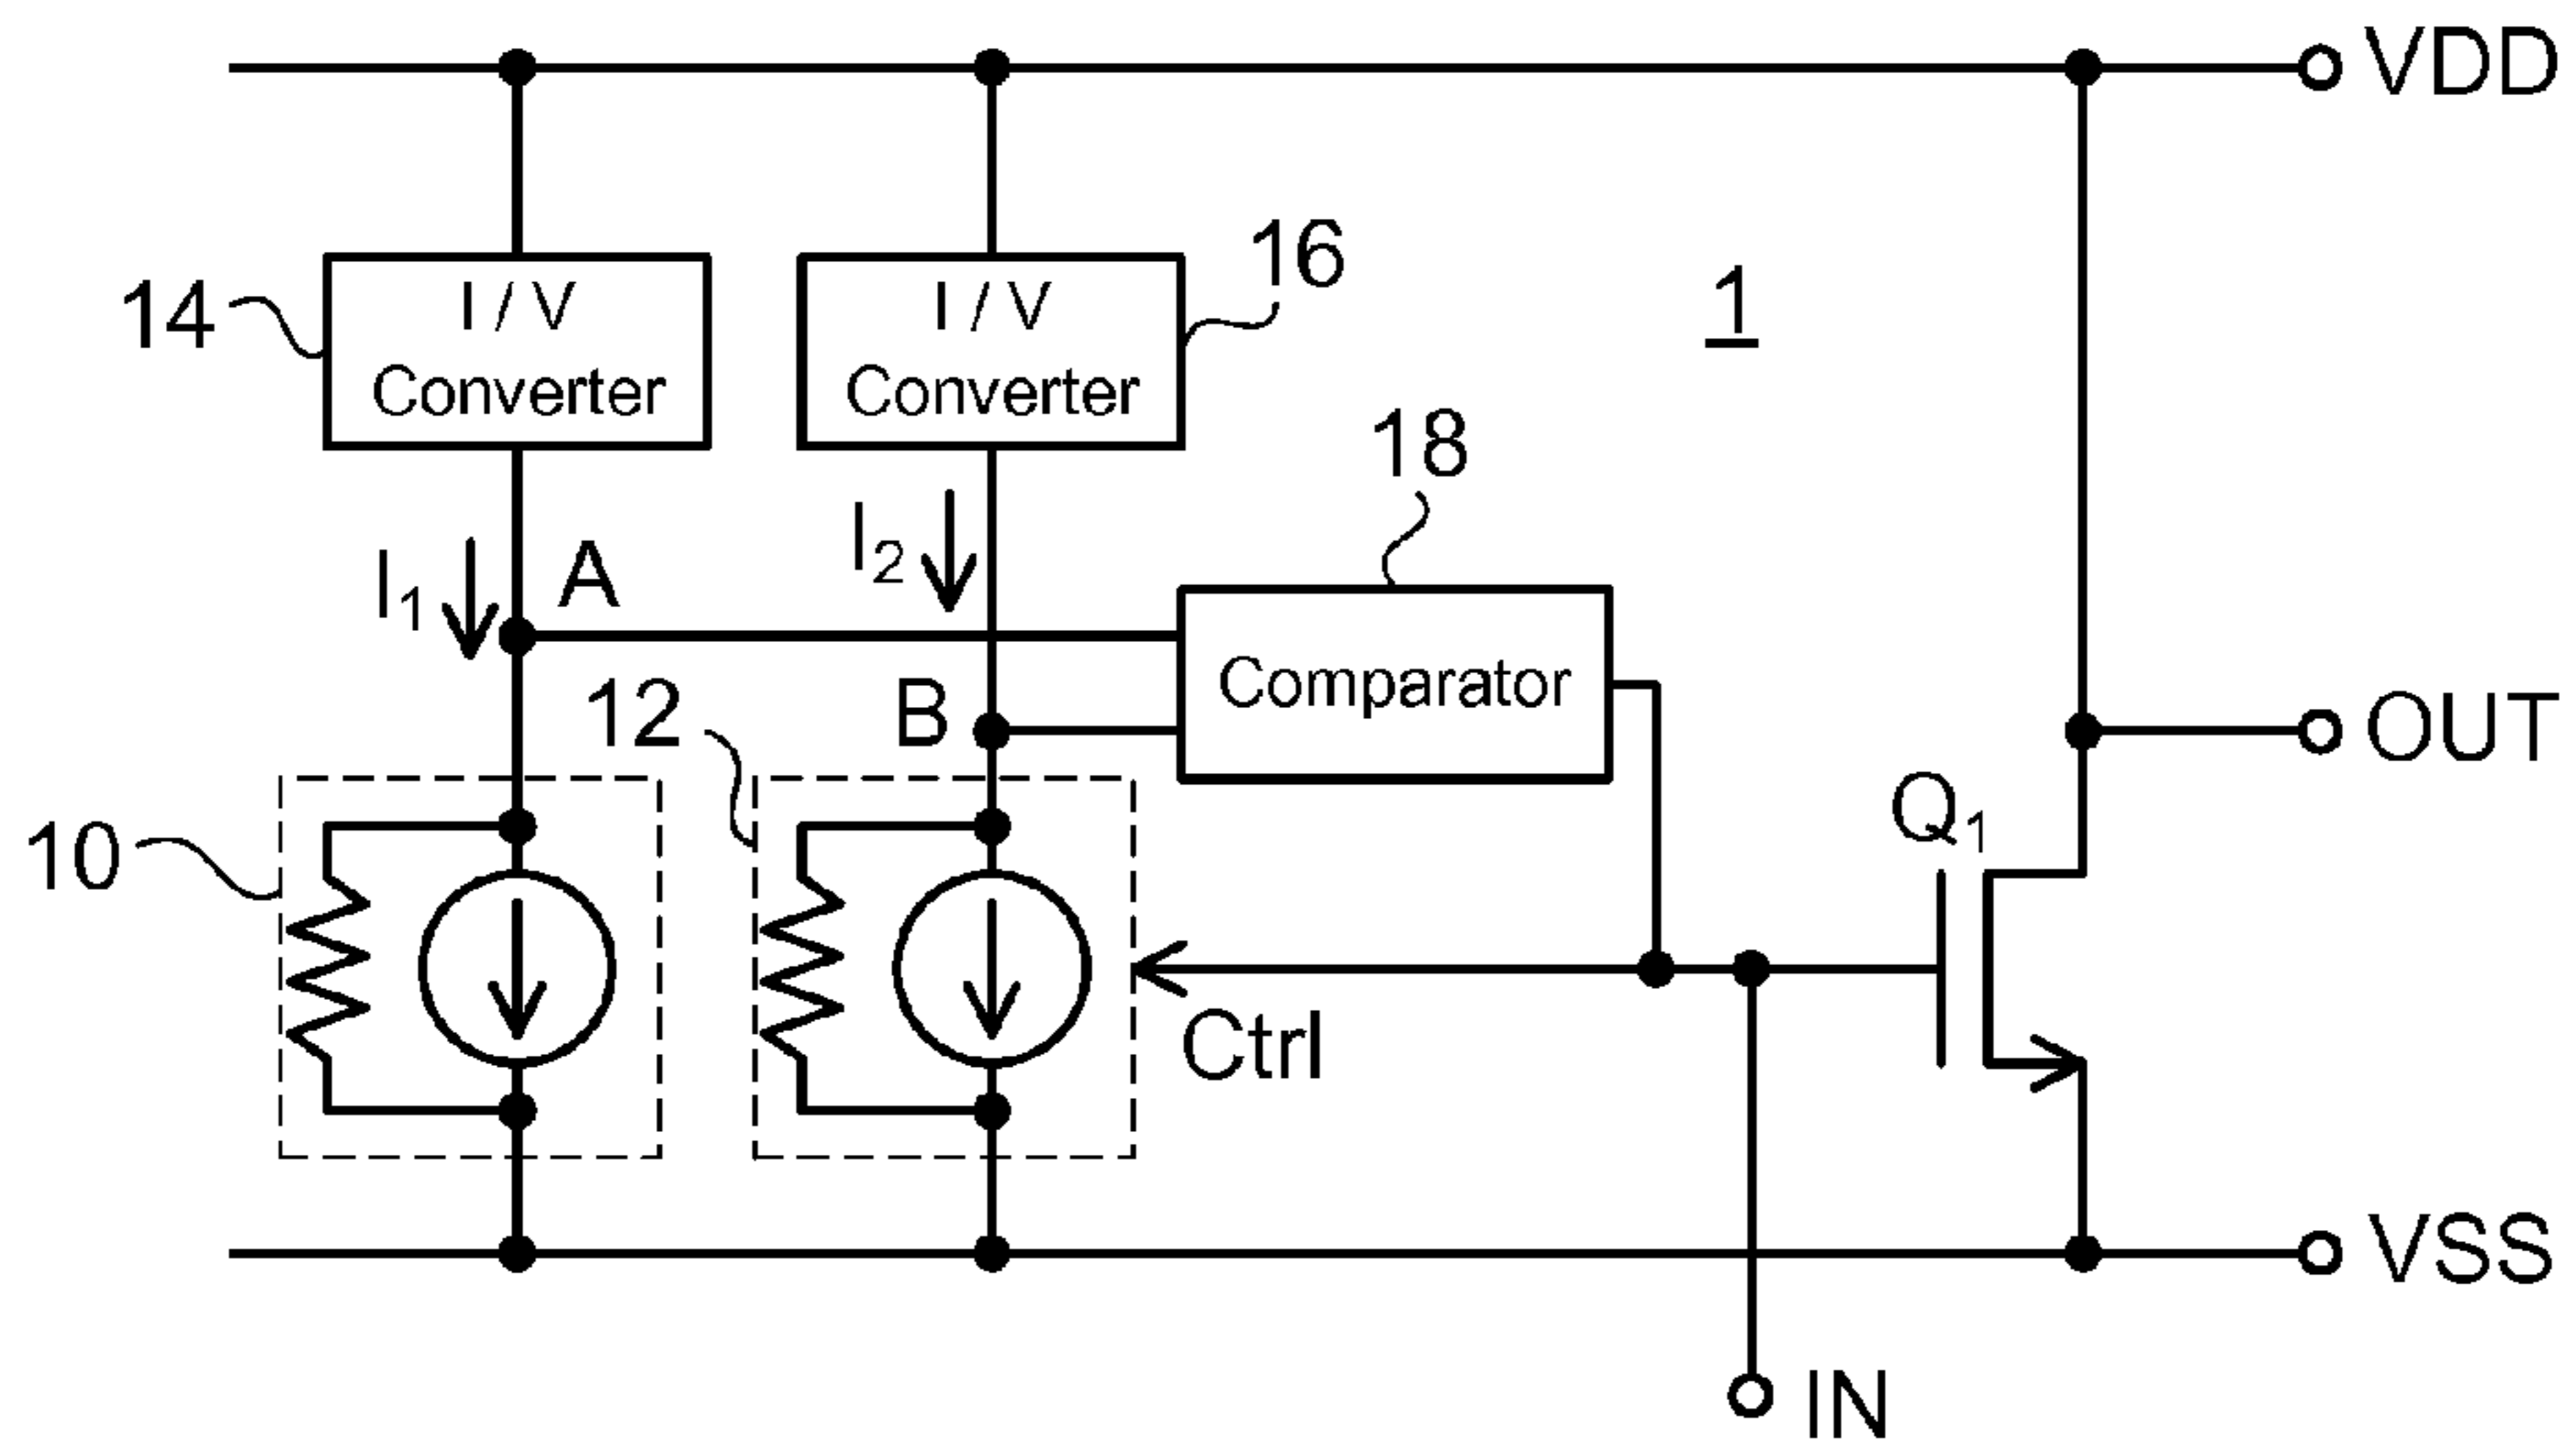 VDD
14
I / V
Converter
I / V
Converter
16
1
18
I1
A
I2
Comparator
12
B
OUT
10
Q1
Ctrl
VSS
IN